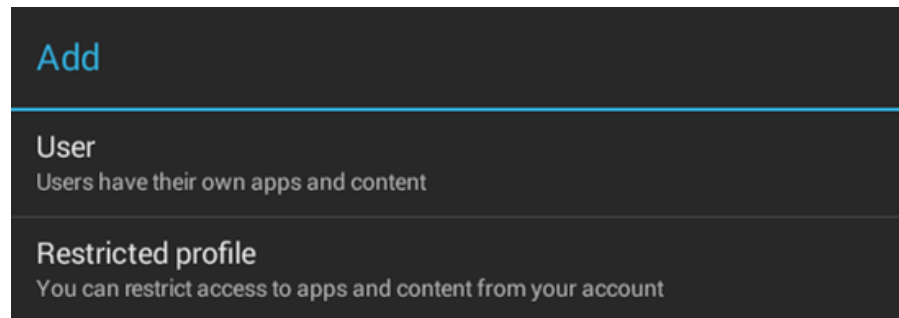 Add
User
Users have their own apps and content
Restricted profile
You can restrict access to apps and content from your account